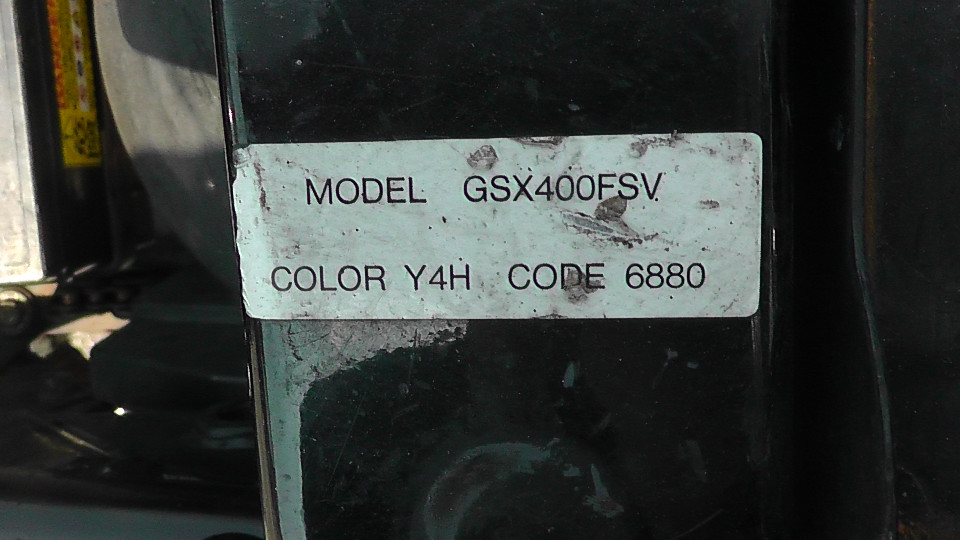 MODEL GSX400FSV
COLOR Y4H CODE 6880